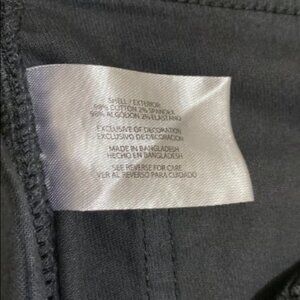 SHELL / EXTERIOR
98% COTTON 2% SPANDEX
98% ALGODON 2% ELASTANO
EXCLUSIVE OF DECORATION
EXCLUSIVO DE DECORACION
MADE IN BANGLADESH
HECHO EN BANGLADESH
SEE REVERSE FOR CARE
VER AL REVERSO PARA CUIDADO